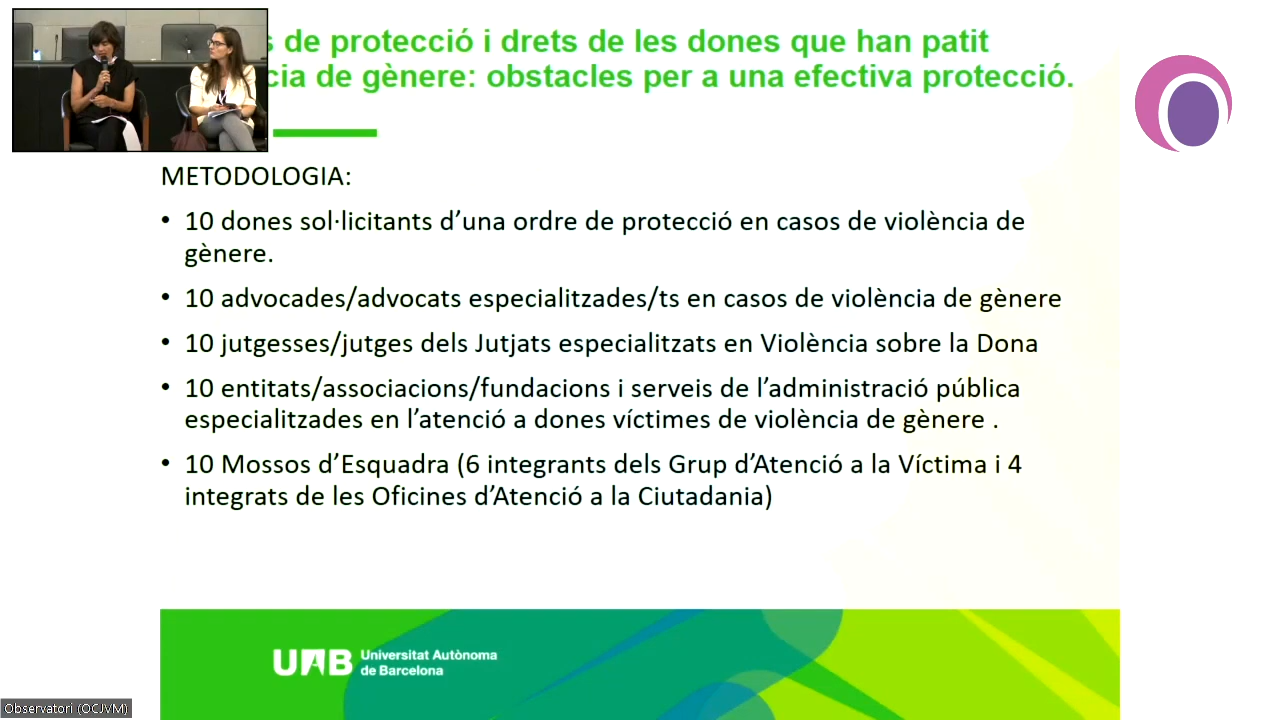 de protecció i drets de les dones que han patit
de gènere: obstacles per a una efectiva protecció.
METODOLOGIA:
• 10 dones sol·licitants d’una ordre de protecció en casos de violència de
gènere.
• 10 advocades/advocats especialitzades/ts en casos de violència de gènere
• 10 jutgesses/jutges dels Jutjats especialitzats en Violència sobre la Dona
• 10 entitats/associacions/fundacions i serveis de l’administració pública
especialitzades en l’atenció a dones víctimes de violència de gènere .
• 10 Mossos d’Esquadra (6 integrants dels Grup d’Atenció a la Víctima i 4
integrats de les Oficines d’Atenció a la Ciutadania)
UAB Universitat Autònoma
de Barcelona
Observatori (OCJVM)